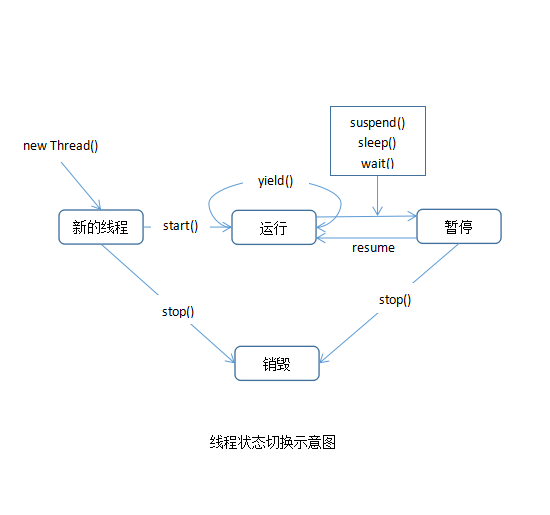 suspend()
sleep()
wait()
new Thread()
yield()
新的线程
start()
运行
暂停
resume
stop()
stop()
销毁
线程状态切换示意图